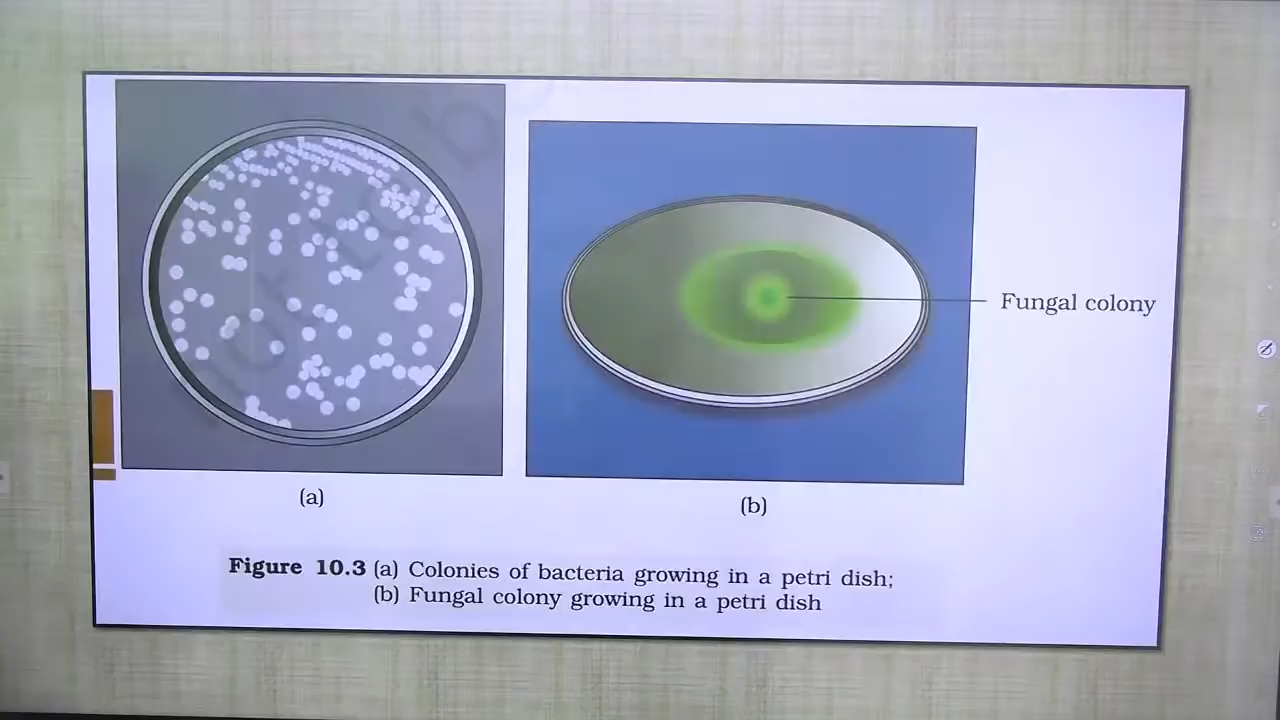 Fungal colony
(a)
(b)
Figure 10.3 (a) Colonies of bacteria growing in a petri dish;
(b) Fungal colony growing in a petri dish